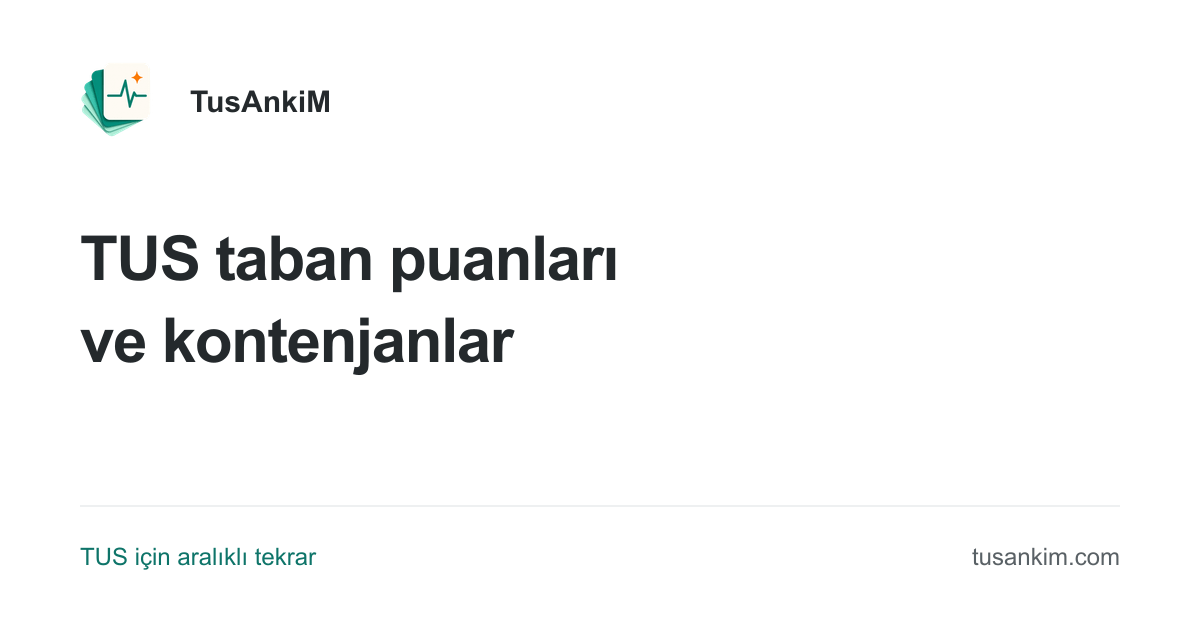 TusAnkiM
TUS taban puanları
ve kontenjanlar
TUS için aralıklı tekrar
tusankim.com